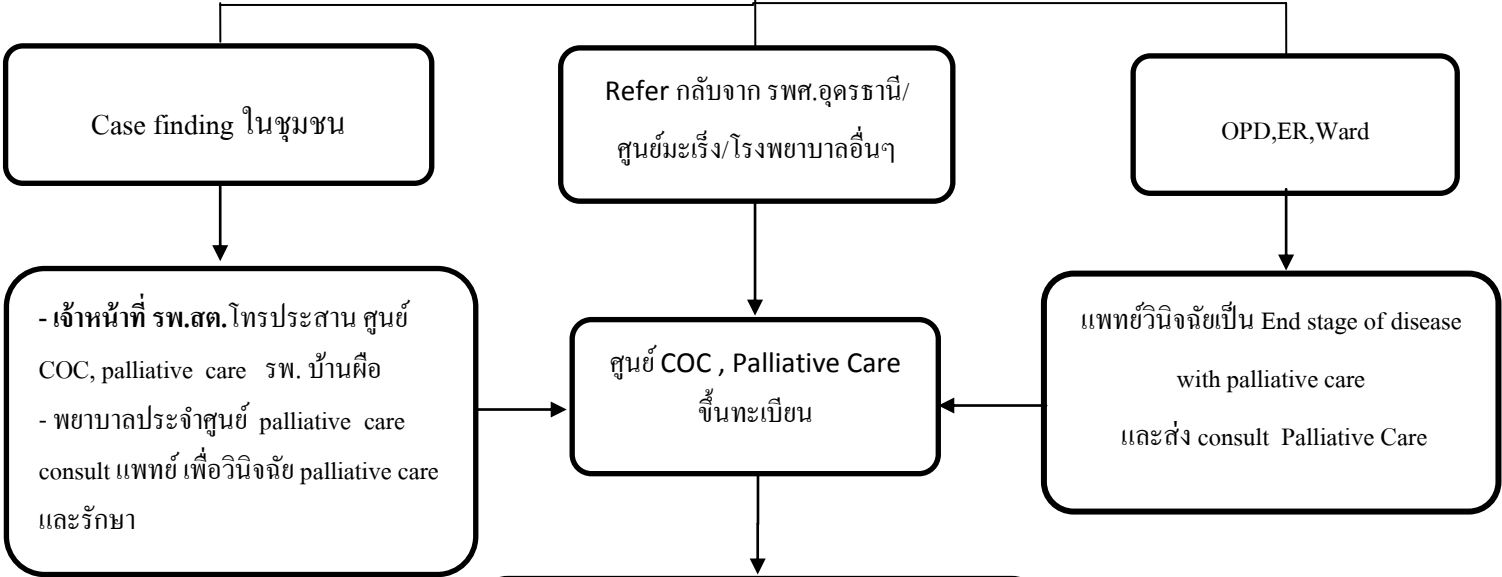 Case finding ในชุมชน
Refer กลับจาก รพศ.อุดรธานี/
ศูนย์มะเร็ง/โรงพยาบาลอื่นๆ
OPD,ER,Ward
- เจ้าหน้าที่ รพ.สต.โทรประสาน ศูนย์
COC, palliative care รพ. บ้านผือ
- พยาบาลประจำศูนย์ palliative care
consult แพทย์ เพื่อวินิจฉัย palliative care
และรักษา
ศูนย์ COC , Palliative Care
ขึ้นทะเบียน
แพทย์วินิจฉัยเป็น End stage of disease
with palliative care
และส่ง consult Palliative Care